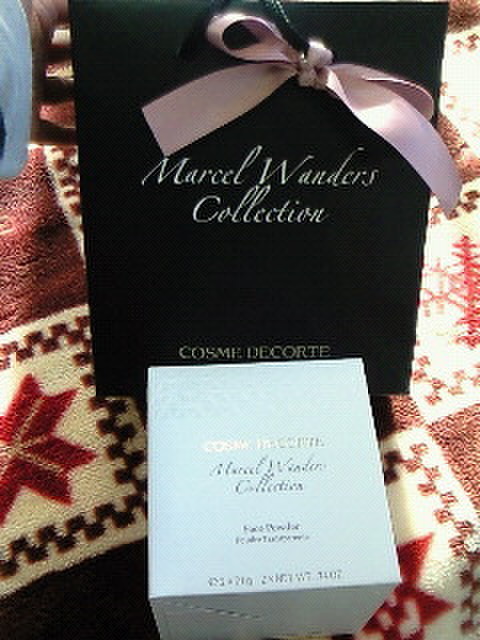 Marcel Wanders
Collection
COSME DECORTE
COSME DECORTE
Marcel Wanders
Collection
Face Powder